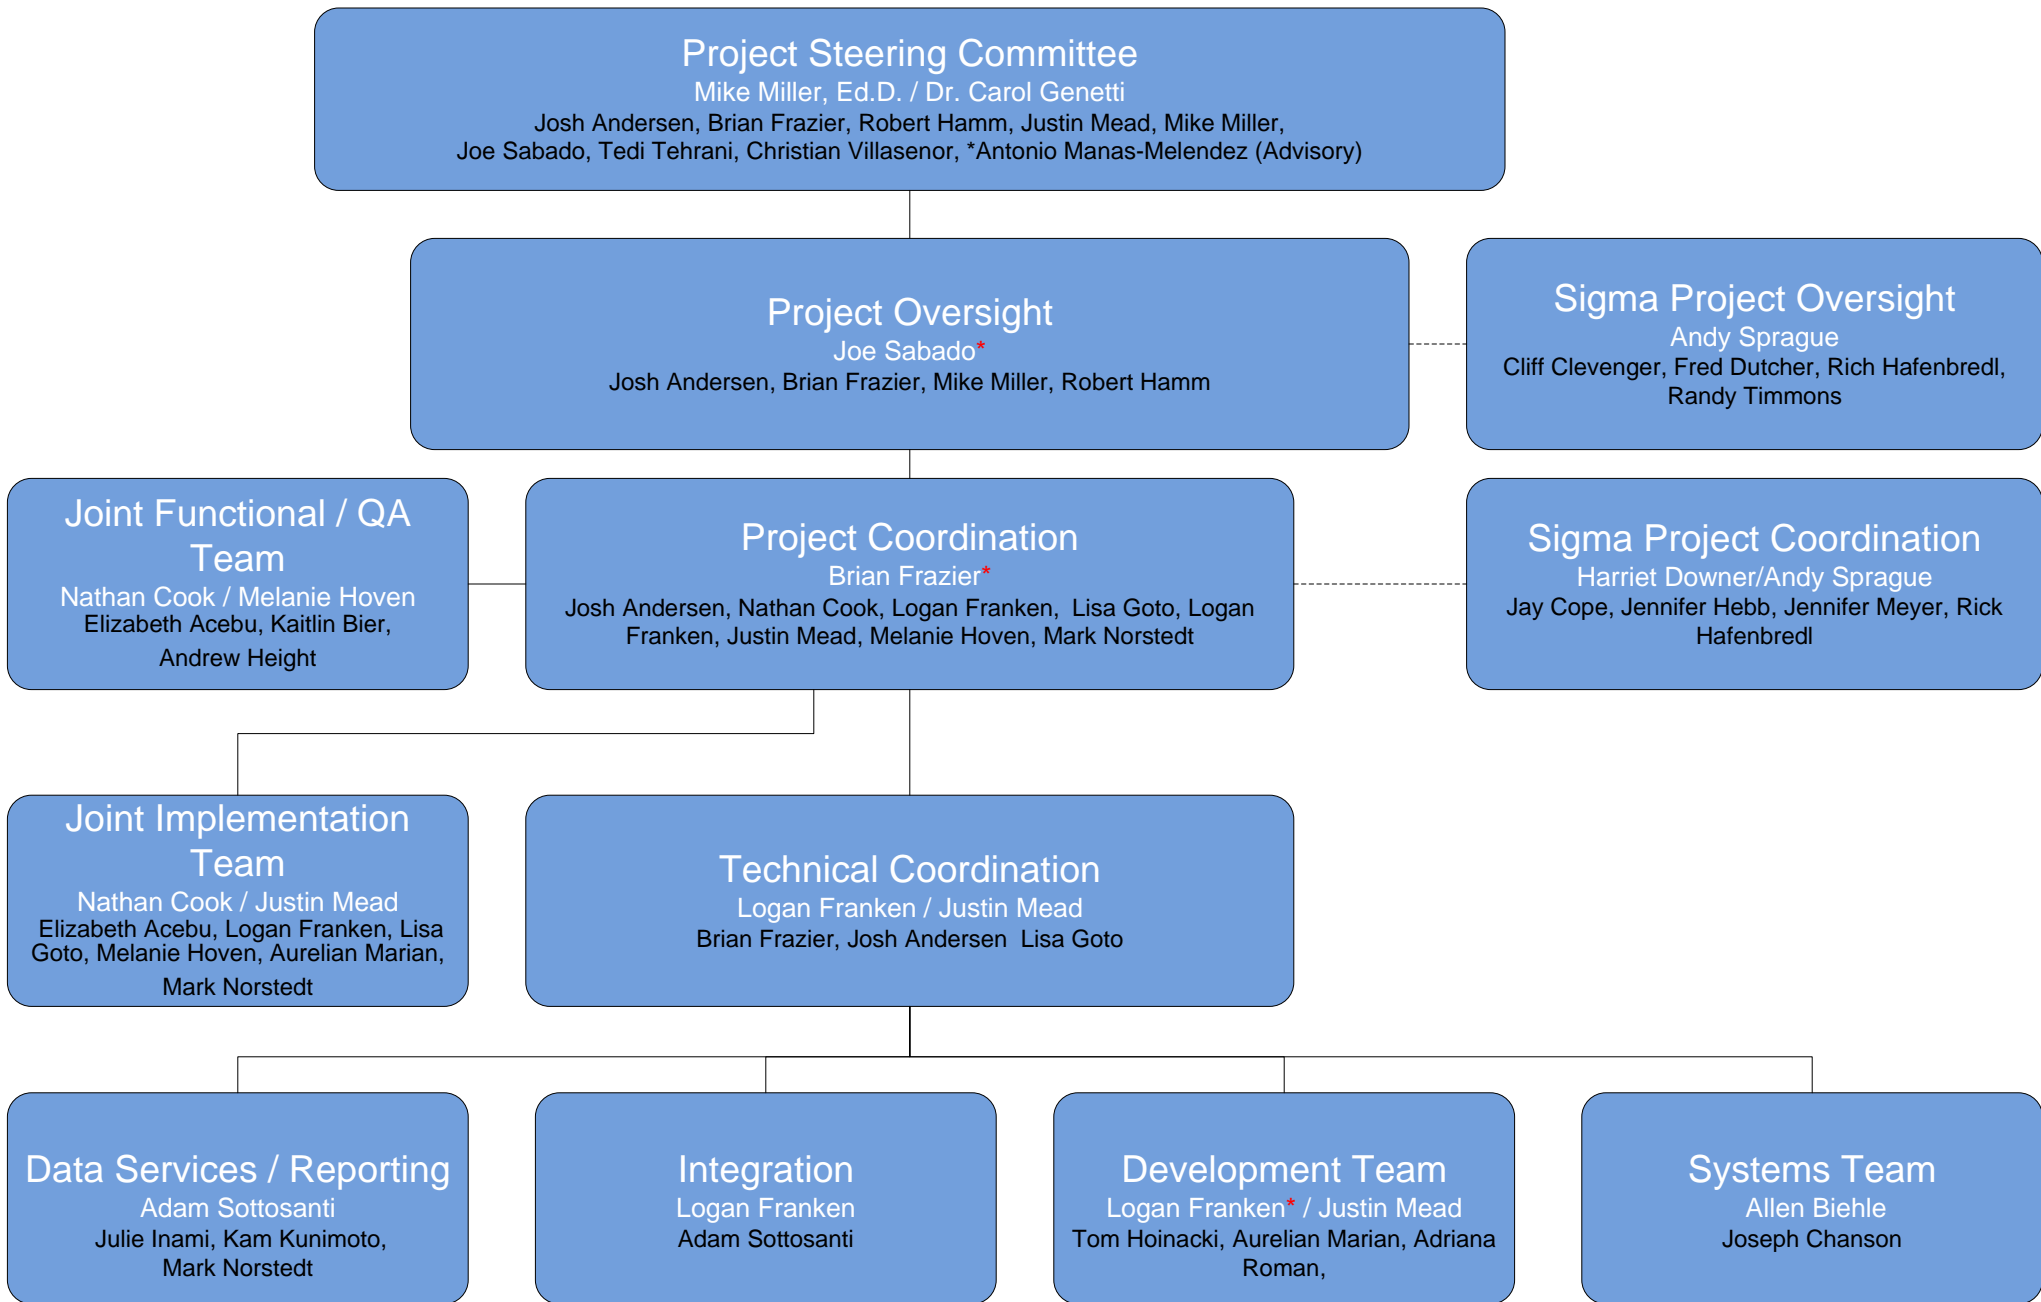 Project Steering Committee
Mike Miller, Ed.D. / Dr. Carol Genetti
Josh Andersen, Brian Frazier, Robert Hamm, Justin Mead, Mike Miller,
Joe Sabado, Tedi Tehrani, Christian Villasenor, *Antonio Manas-Melendez (Advisory)
Project Oversight
Joe Sabado*
Josh Andersen, Brian Frazier, Mike Miller, Robert Hamm
Sigma Project Oversight
Andy Sprague
Cliff Clevenger, Fred Dutcher, Rich Hafenbredl,
Randy Timmons
Joint Functional / QA
Team
Nathan Cook / Melanie Hoven
Elizabeth Acebu, Kaitlin Bier,
Andrew Height
Project Coordination
Brian Frazier*
Josh Andersen, Nathan Cook, Logan Franken,  Lisa Goto, Logan
Franken, Justin Mead, Melanie Hoven, Mark Norstedt
Sigma Project Coordination
Harriet Downer/Andy Sprague
Jay Cope, Jennifer Hebb, Jennifer Meyer, Rick
Hafenbredl
Joint Implementation
Team
Nathan Cook / Justin Mead
Elizabeth Acebu, Logan Franken, Lisa
Goto, Melanie Hoven, Aurelian Marian,
Mark Norstedt
Technical Coordination
Logan Franken / Justin Mead
Brian Frazier, Josh Andersen  Lisa Goto
Data Services / Reporting
Adam Sottosanti
Julie Inami, Kam Kunimoto,
Mark Norstedt
Integration
Logan Franken
Adam Sottosanti
Development Team
Logan Franken* / Justin Mead
Tom Hoinacki, Aurelian Marian, Adriana
Roman,
Systems Team
Allen Biehle
Joseph Chanson